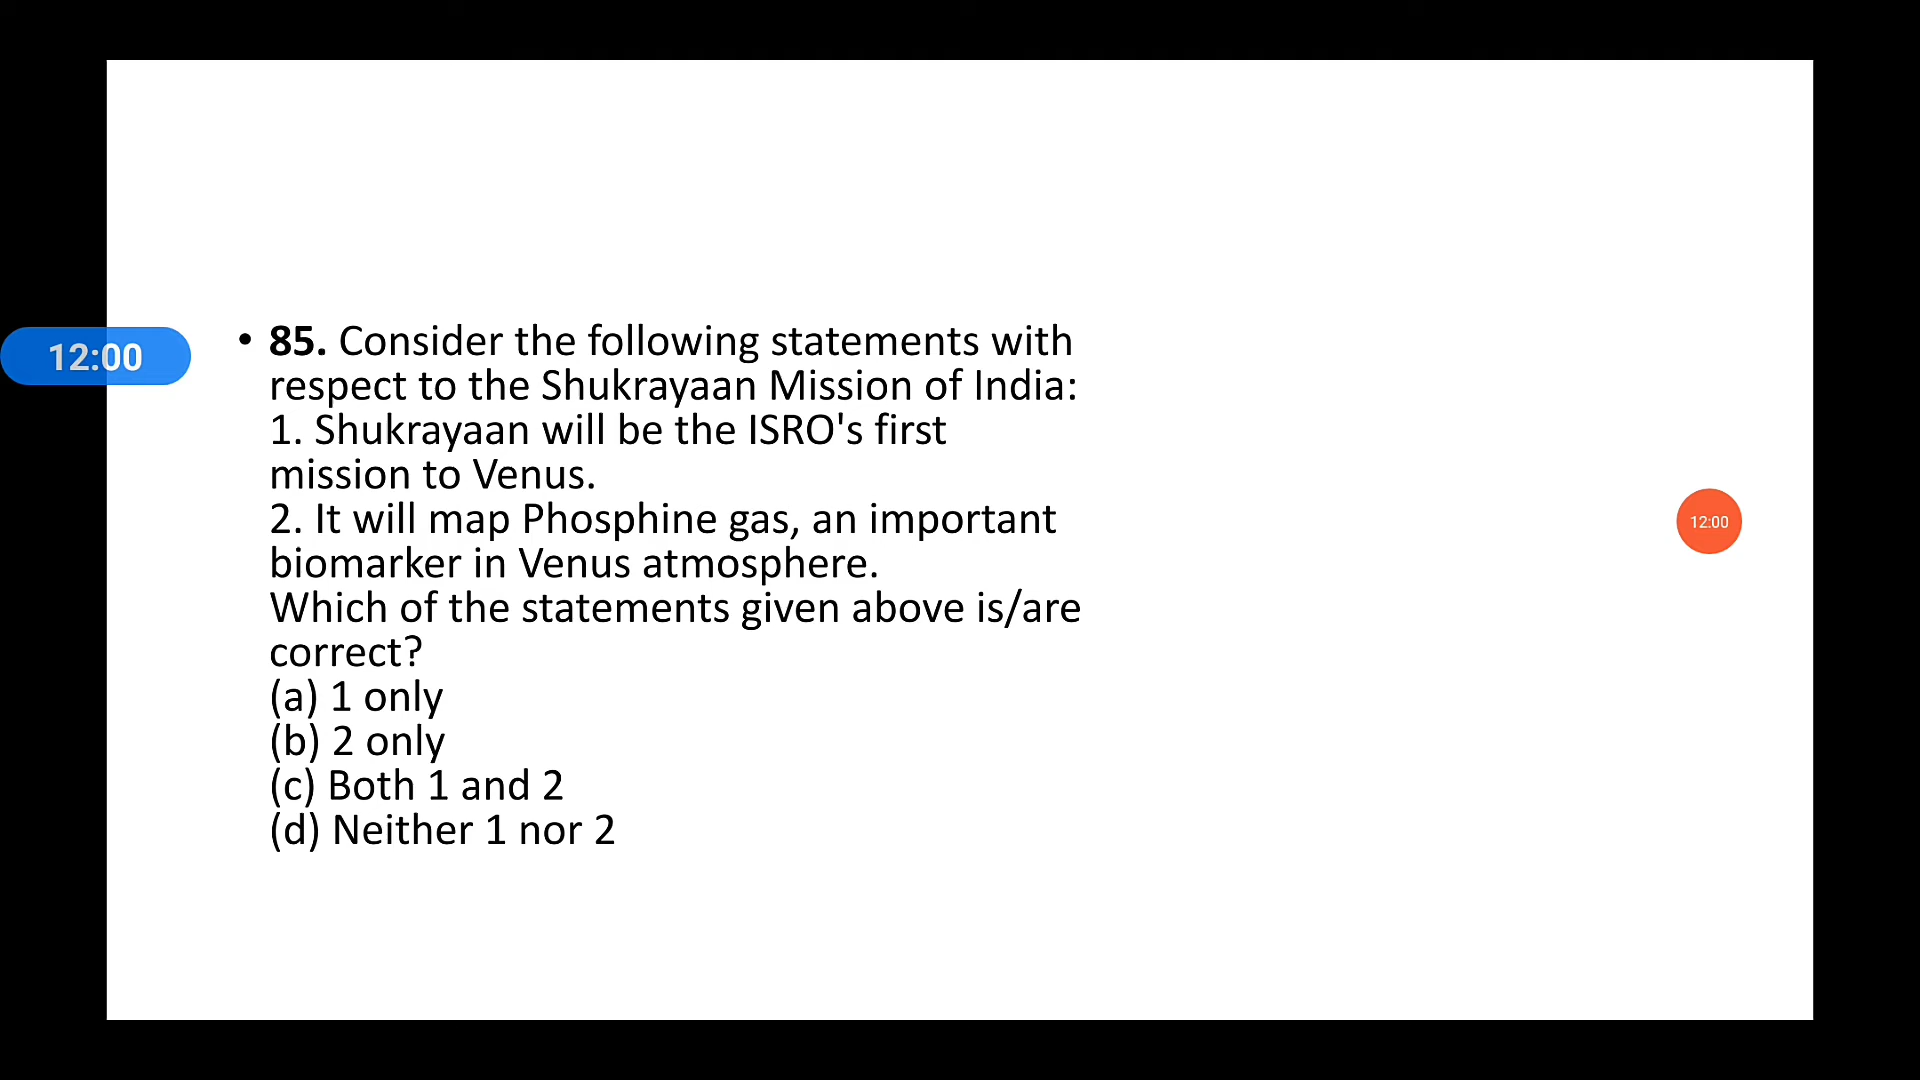 • 85. Consider the following statements with
respect to the Shukrayaan Mission of India:
1. Shukrayaan will be the ISRO's first
mission to Venus.
12:00
2. It will map Phosphine gas, an important
biomarker in Venus atmosphere.
12:00
Which of the statements given above is/are
correct?
(a) 1 only
(b) 2 only
(c) Both 1 and 2
(d) Neither 1 nor 2